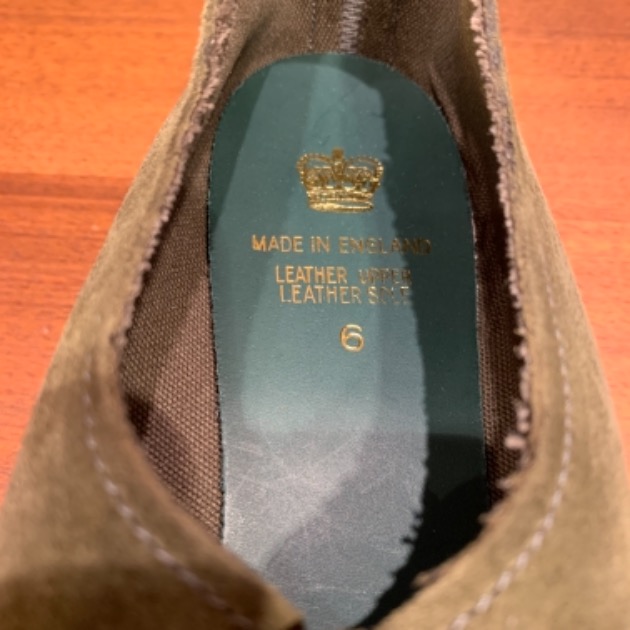 MADE IN ENGLAND
LEATHER UPPER
LEATHER SOLE
6